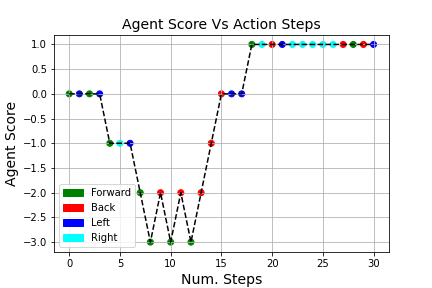 Agent Score Vs Action Steps
1.0
0.5
0.0
−0.5
−1.0
−1.5
−2.0
−2.5
−3.0
Agent Score
Forward
Back
Left
Right
0 5 10 15 20 25 30
Num. Steps